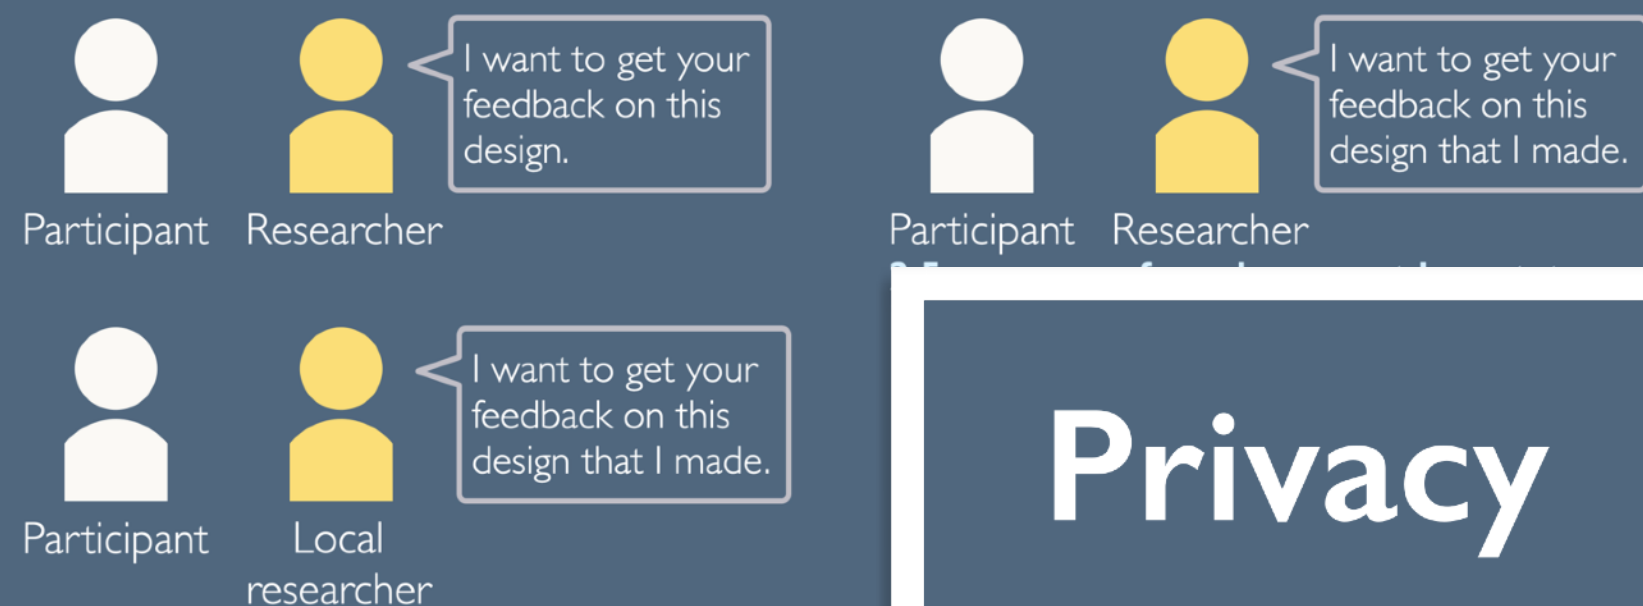 I want to get your
feedback on this
design.
Participant Researcher
I want to get your
feedback on this
design that I made.
Participant Researcher
I want to get your
feedback on this
design that I made.
Participant Local
researcher
Privacy